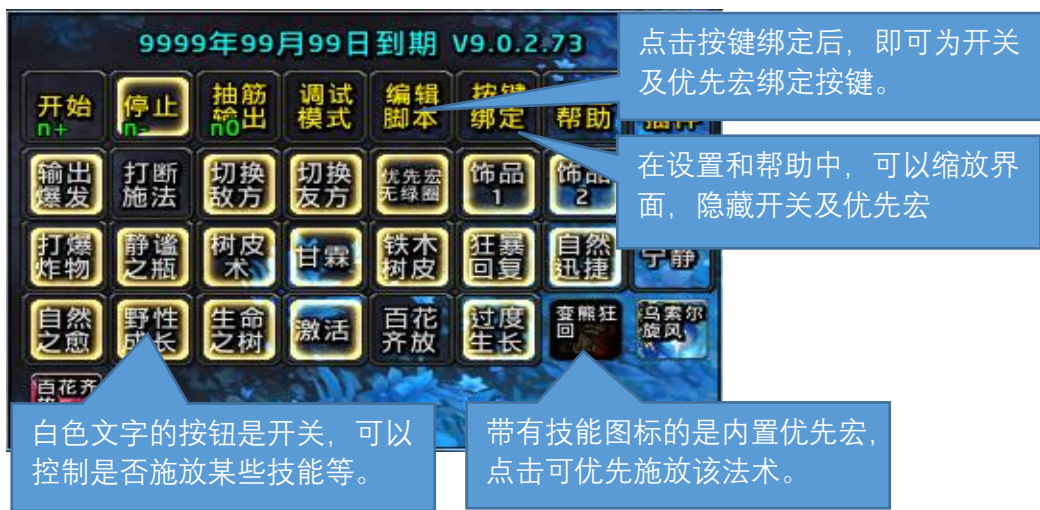 9999年99月99日到期 V9.0.2.73
点击按键绑定后，即可为开关
及优先宏绑定按键。
开始 停止 抽筋 调试 编辑 按键
n+ n- 输出 模式 脚本 绑定 帮助 插件
n0
在设置和帮助中，可以缩放界
面，隐藏开关及优先宏
输出 打断 切换 切换 优先宏 饰品 饰品
爆发 施法 敌方 友方 无绿圈 1 2
打爆 静谧 树皮 甘霖 铁木 狂暴 自然 宁静
炸物 之瓶 术 树皮 回复 迅捷
自然 野性 生命 激活 百花 过度 变熊狂 乌索尔
之愈 成长 之树 齐放 生长 回 旋风
百花齐
白色文字的按钮是开关，可以
控制是否施放某些技能等。
带有技能图标的是内置优先宏，
点击可优先施放该法术。